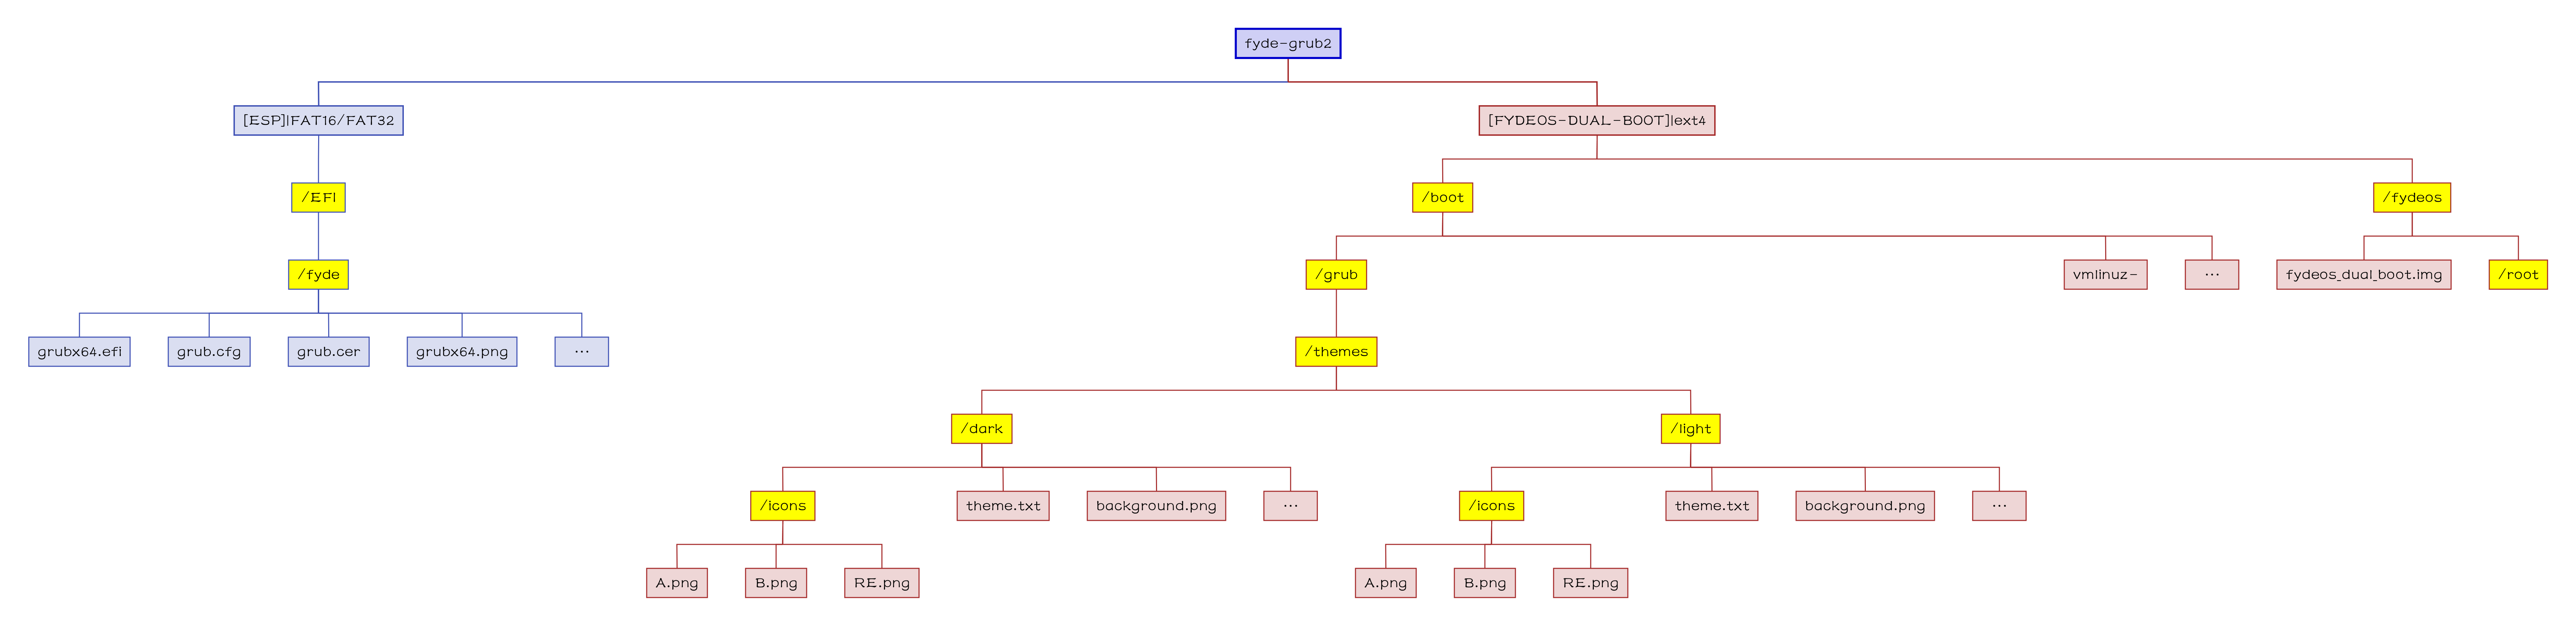 fyde-grub2
[ESP]|FAT16/FAT32
[FYDEOS-DUAL-BOOT]|ext4
/EFI
/boot
/fydeos
/fyde
/grub
vmlinuz-
...
fydeos_dual_boot.img
/root
grubx64.efi
grub.cfg
grub.cer
grubx64.png
...
/themes
/dark
/light
/icons
theme.txt
background.png
...
/icons
theme.txt
background.png
...
A.png
B.png
RE.png
A.png
B.png
RE.png